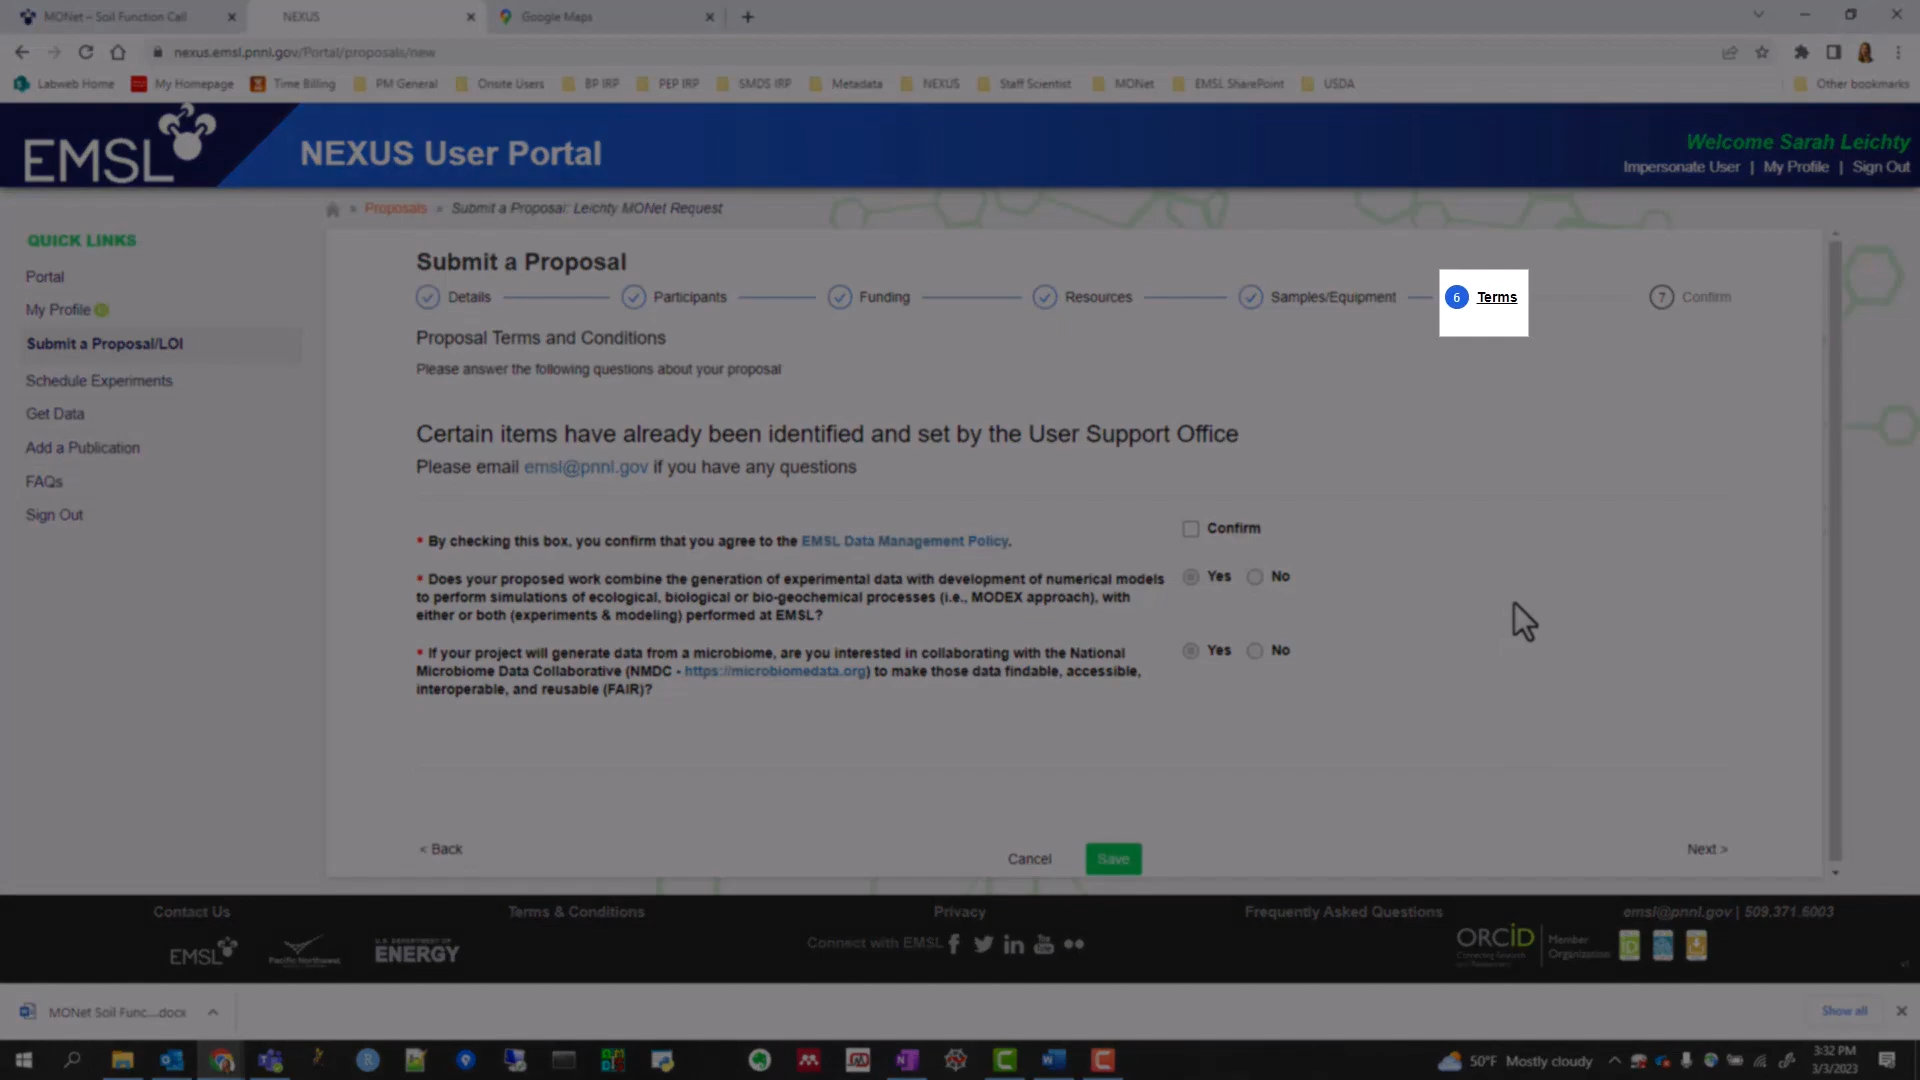 MONet – Soil Function Call
NEXUS
Google Maps
nexus.emsl.pnnl.gov/Portal/proposals/new
Labweb Home
My Homepage
Time Billing
PM General
Onsite Users
BP IRP
PEP IRP
SMDS IRP
Metadata
NEXUS
Staff Scientist
MONet
EMSL SharePoint
USDA
Other bookmarks
EMSL
NEXUS User Portal
Welcome Sarah Leichty
Impersonate User | My Profile | Sign Out
Proposals » Submit a Proposal: Leichty MONet Request
QUICK LINKS
Portal
My Profile
Submit a Proposal/LOI
Schedule Experiments
Get Data
Add a Publication
FAQs
Sign Out
Submit a Proposal
Details
Participants
Funding
Resources
Samples/Equipment
6 Terms
7 Confirm
Proposal Terms and Conditions
Please answer the following questions about your proposal
Certain items have already been identified and set by the User Support Office
Please email emsl@pnnl.gov if you have any questions
* By checking this box, you confirm that you agree to the EMSL Data Management Policy.
Confirm
* Does your proposed work combine the generation of experimental data with development of numerical models
to perform simulations of ecological, biological or bio-geochemical processes (i.e., MODEX approach), with
either or both (experiments & modeling) performed at EMSL?
Yes No
* If your project will generate data from a microbiome, are you interested in collaborating with the National
Microbiome Data Collaborative (NMDC - https://microbiomedata.org) to make those data findable, accessible,
interoperable, and reusable (FAIR)?
Yes No
< Back
Cancel
Save
Next >
Contact Us
Terms & Conditions
Privacy
Frequently Asked Questions
emsl@pnnl.gov | 509.371.6003
EMSL
Pacific Northwest
U.S. DEPARTMENT OF
ENERGY
Connect with EMSL
ORCID
Member
Organization
MONet Soil Func....docx
Show all
50°F Mostly cloudy
3:32 PM
3/3/2023